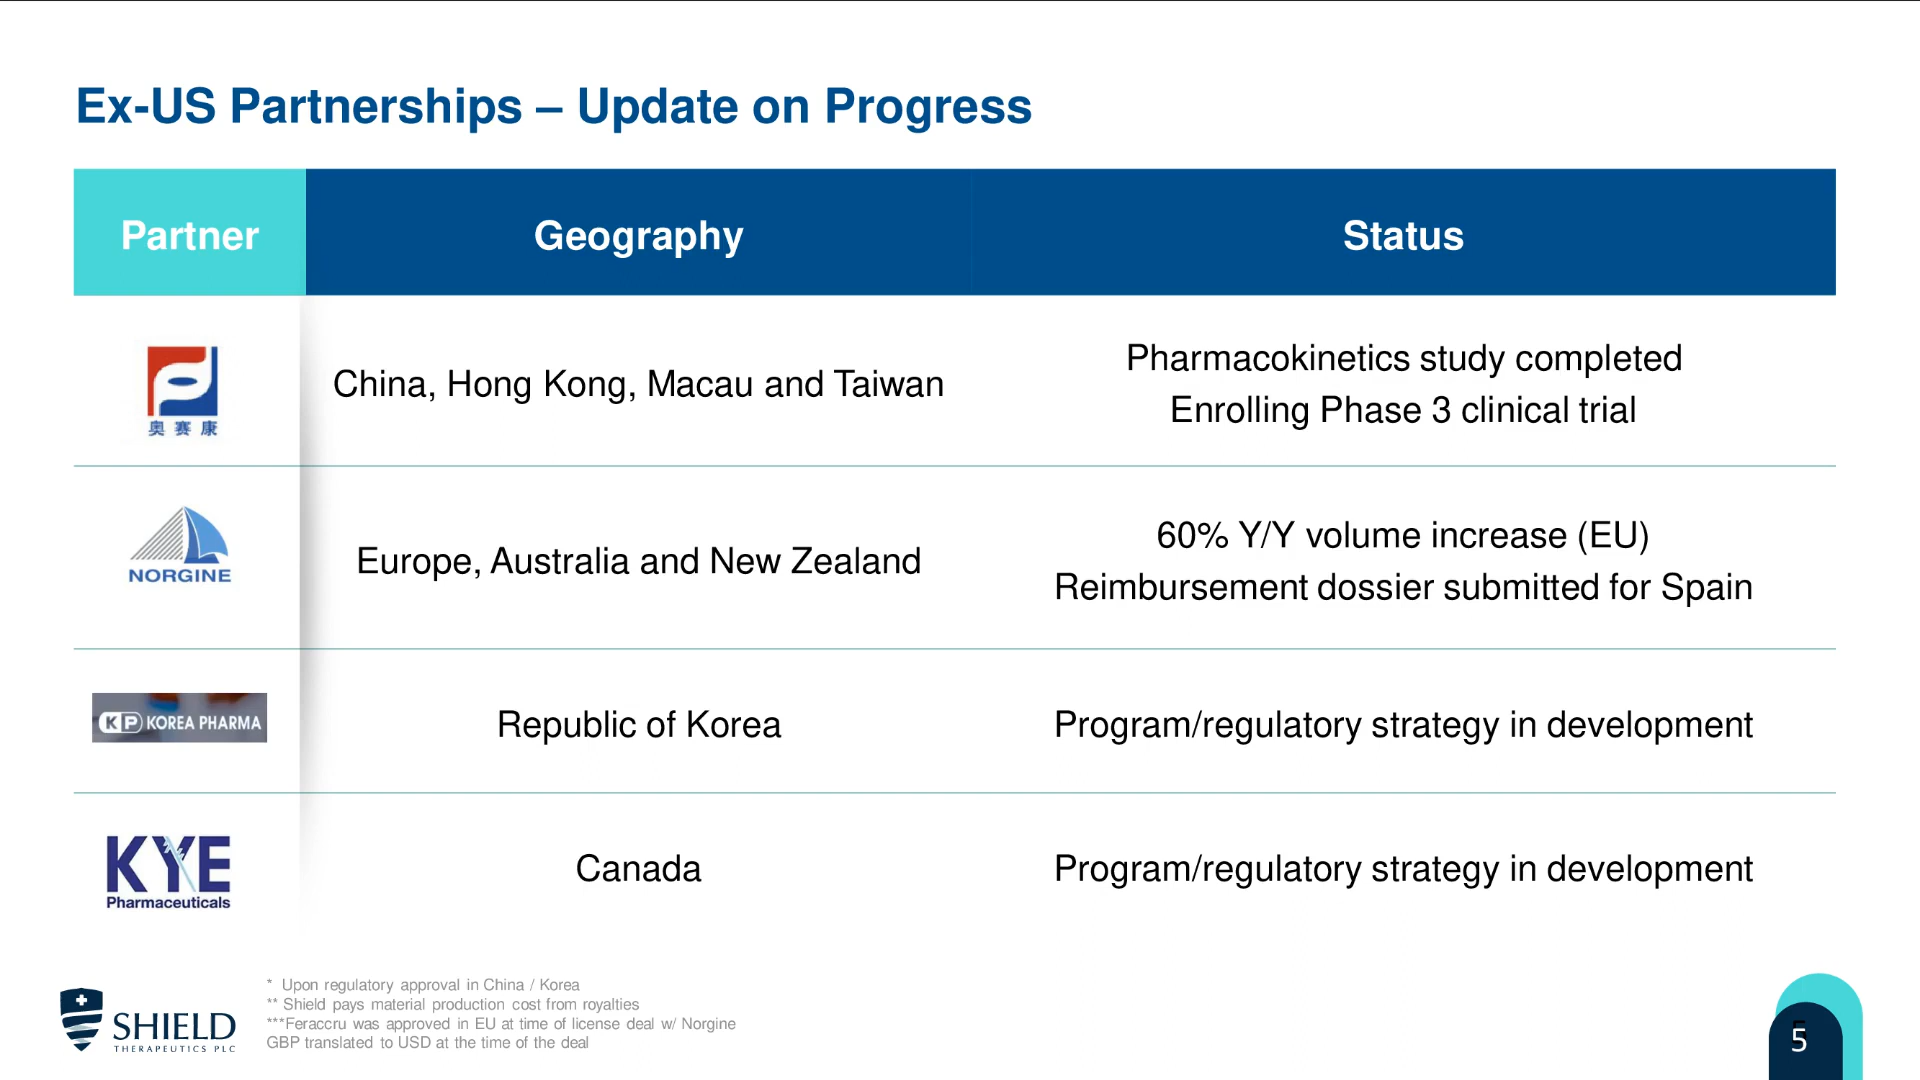 Ex-US Partnerships – Update on Progress
Partner
Geography
Status
奥赛康
China, Hong Kong, Macau and Taiwan
Pharmacokinetics study completed
Enrolling Phase 3 clinical trial
NORGINE
Europe, Australia and New Zealand
60% Y/Y volume increase (EU)
Reimbursement dossier submitted for Spain
KP KOREA PHARMA
Republic of Korea
Program/regulatory strategy in development
KYE
Pharmaceuticals
Canada
Program/regulatory strategy in development
SHIELD
THERAPEUTICS PLC
* Upon regulatory approval in China / Korea
** Shield pays material production cost from royalties
***Feraccru was approved in EU at time of license deal w/ Norgine
GBP translated to USD at the time of the deal
5